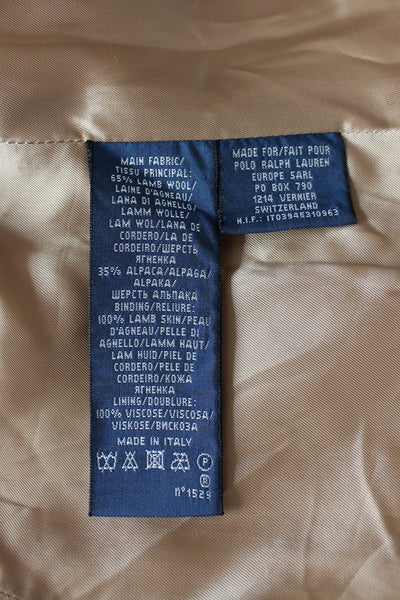 MAIN FABRIC/
TISSU PRINCIPAL:
65% LAMB WOOL/
LAINE D'AGNEAU/
LANA DI AGNELLO/
LAMM WOLLE/
LAM WOL/LANA DE
CORDERO/LA DE
CORDEIRO/ШЕРСТЬ
ЯГНЕНКА
35% ALPACA/ALPAGA/
ALPAKA/
ШЕРСТЬ АЛЬПАКА
BINDING/RELIURE:
100% LAMB SKIN/PEAU
D'AGNEAU/PELLE DI
AGNELLO/LAMM HAUT/
LAM HUID/PIEL DE
CORDERO/PELE DE
CORDEIRO/КОЖА
ЯГНЕНКА
LINING/DOUBLURE:
100% VISCOSE/VISCOSA/
VISKOSE/ВИСКОЗА
MADE IN ITALY
P
R
n°1529
MADE FOR/FAIT POUR
POLO RALPH LAUREN
EUROPE SARL
PO BOX 790
1214 VERNIER
SWITZERLAND
N.I.F.: IT03945310963